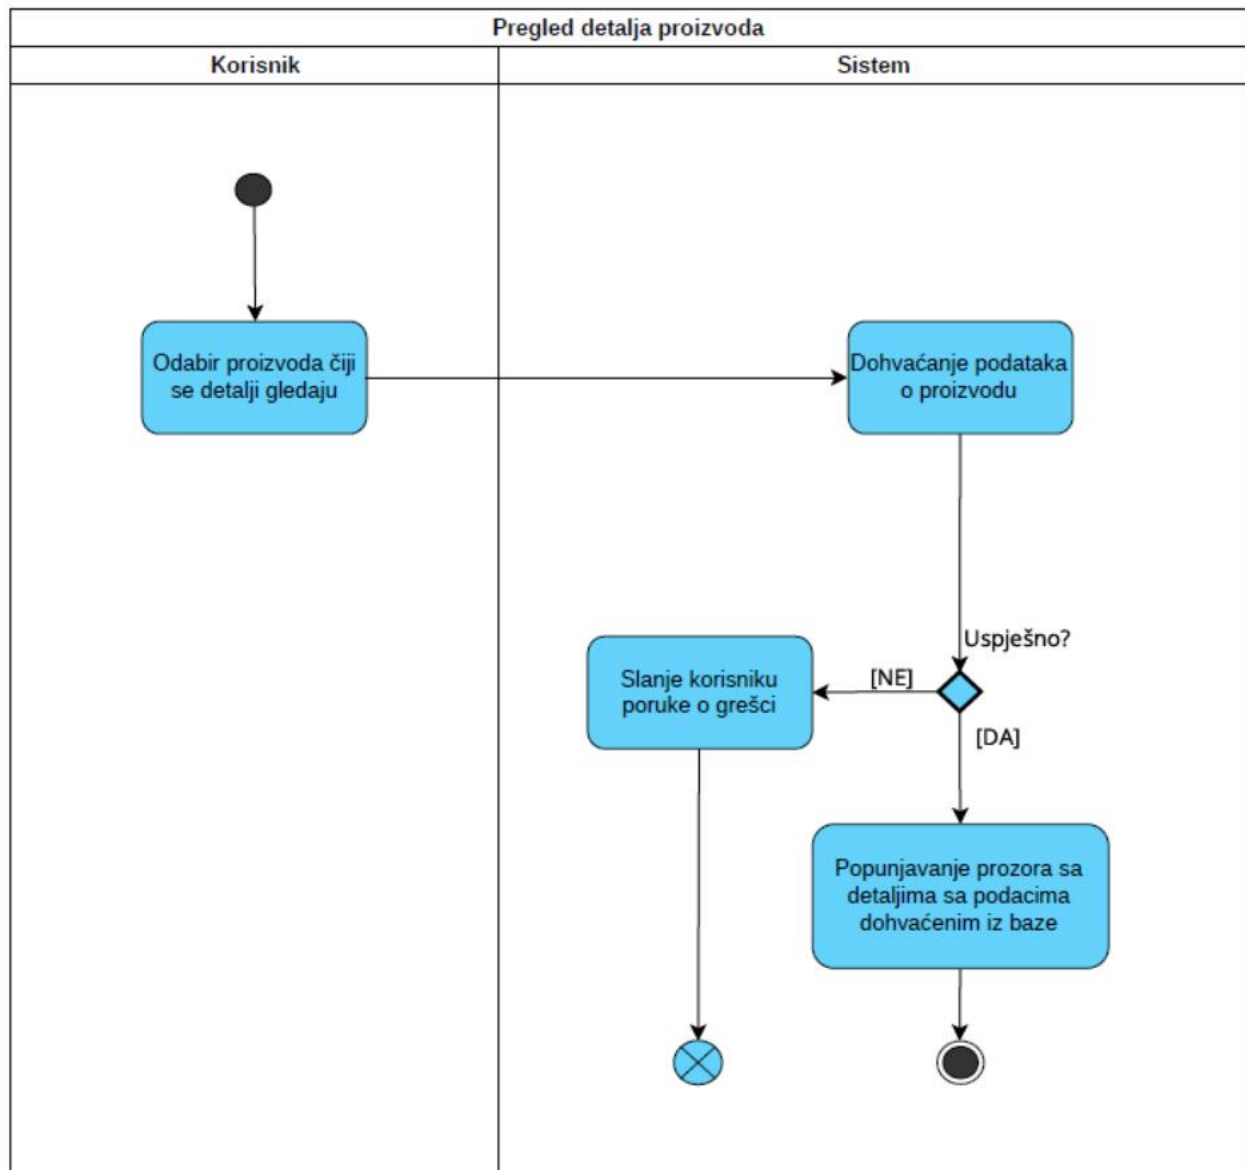 Pregled detalja proizvoda
Korisnik
Sistem
Odabir proizvoda čiji
se detalji gledaju
Dohvaćanje podataka
o proizvodu
Uspješno?
[NE]
Slanje korisniku
poruke o grešci
[DA]
Popunjavanje prozora sa
detaljima sa podacima
dohvaćenim iz baze